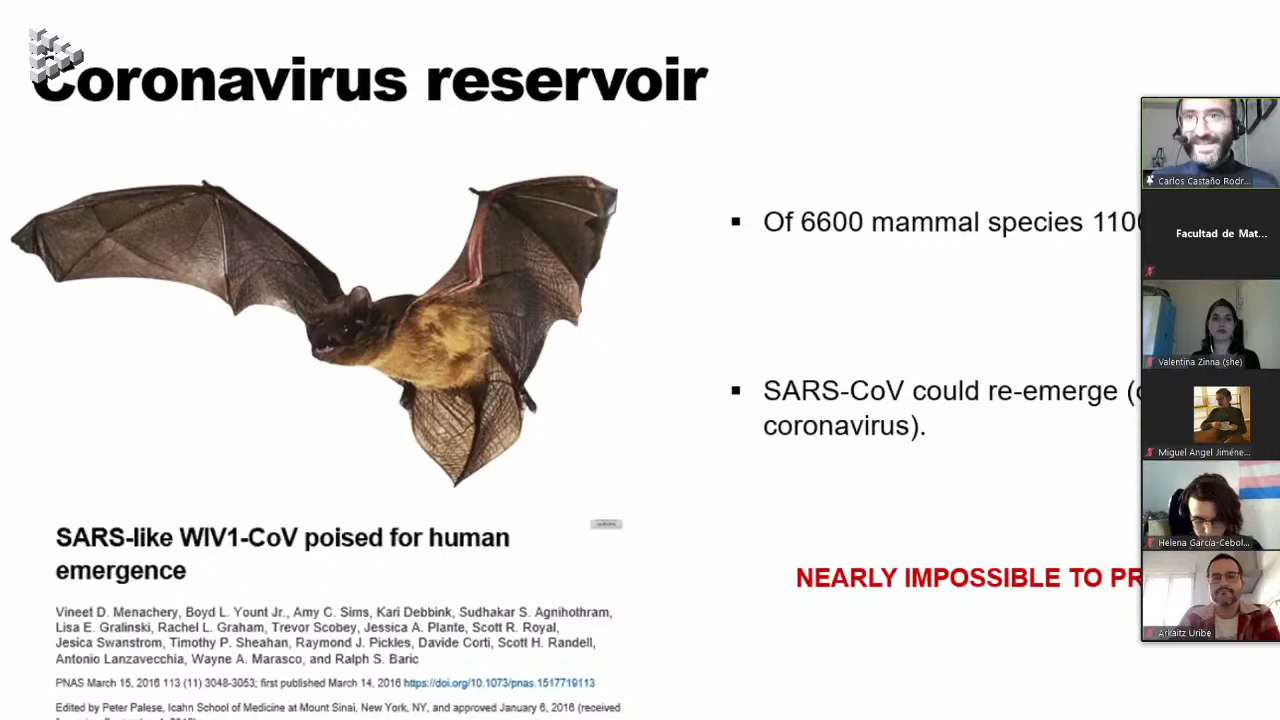 Coronavirus reservoir
Of 6600 mammal species 1100
SARS-CoV could re-emerge (
coronavirus).
NEARLY IMPOSSIBLE TO PR
SARS-like WIV1-CoV poised for human
emergence
Vineet D. Menachery, Boyd L. Yount Jr., Amy C. Sims, Kari Debbink, Sudhakar S. Agnihothram,
Lisa E. Gralinski, Rachel L. Graham, Trevor Scobey, Jessica A. Plante, Scott R. Royal,
Jesica Swanstrom, Timothy P. Sheahan, Raymond J. Pickles, Davide Corti, Scott H. Randell,
Antonio Lanzavecchia, Wayne A. Marasco, and Ralph S. Baric
PNAS March 15, 2016 113 (11) 3048-3053; first published March 14, 2016 https://doi.org/10.1073/pnas.1517719113
Edited by Peter Palese, Icahn School of Medicine at Mount Sinai, New York, NY, and approved January 6, 2016 (received
Carlos Castaño Rodr...
Facultad de Mat...
Valentina Zinna (she)
Miguel Angel Jiméne...
Helena García-Cebol...
Arkaitz Uribe